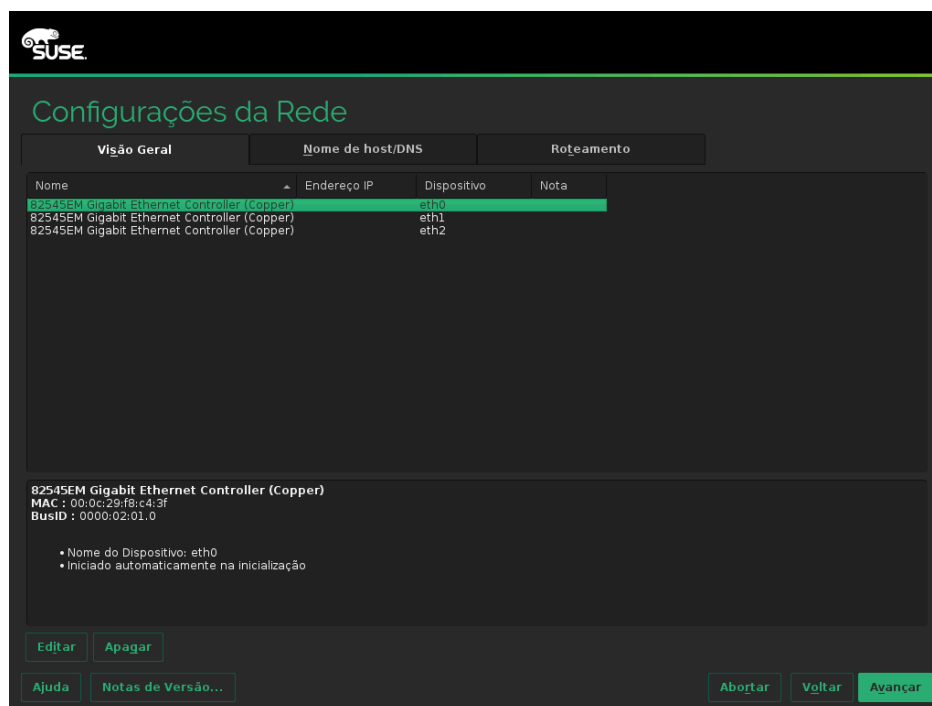 SUSE.
Configurações da Rede
Visão Geral Nome de host/DNS Roteamento
Nome Endereço IP Dispositivo Nota
82545EM Gigabit Ethernet Controller (Copper) eth0
82545EM Gigabit Ethernet Controller (Copper) eth1
82545EM Gigabit Ethernet Controller (Copper) eth2
82545EM Gigabit Ethernet Controller (Copper)
MAC : 00:0c:29:f8:c4:3f
BusID : 0000:02:01.0
• Nome do Dispositivo: eth0
• Iniciado automaticamente na inicialização
Editar Apagar
Ajuda Notas de Versão... Abortar Voltar Avançar